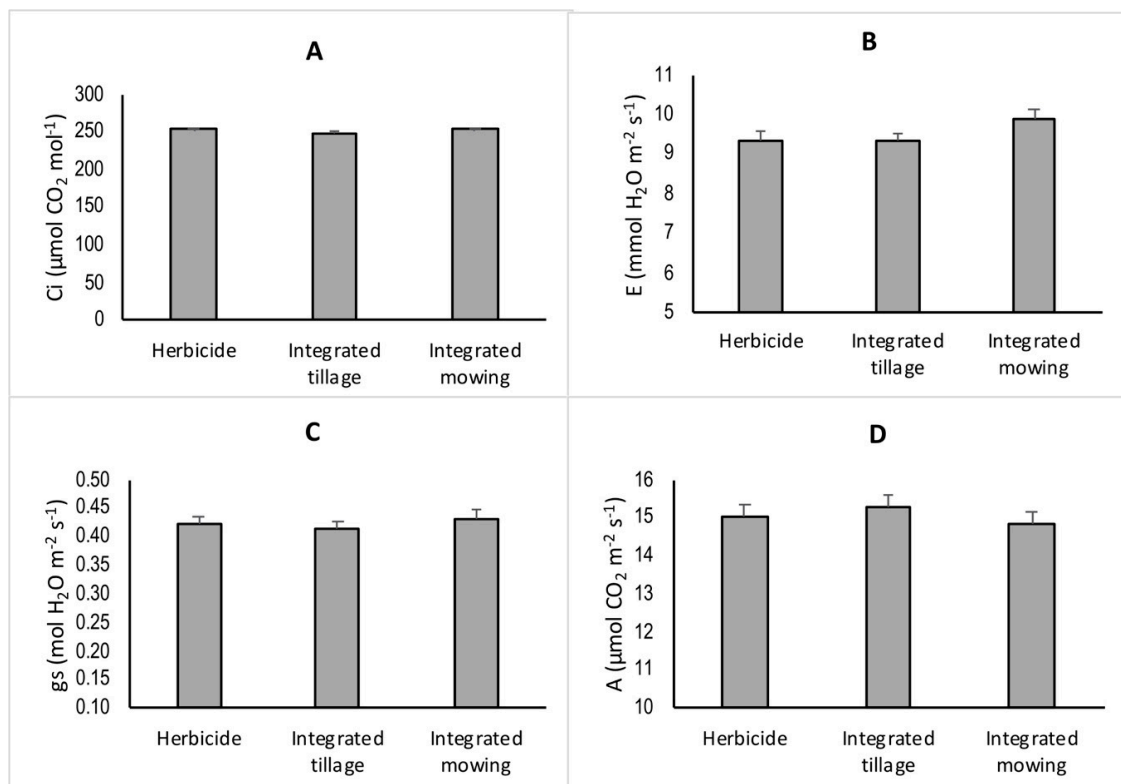 A
Ci (µmol CO₂ mol⁻¹)
300
250
200
150
100
50
0
Herbicide
Integrated
tillage
Integrated
mowing
B
E (mmol H₂O m⁻² s⁻¹)
11
10
9
8
7
6
5
Herbicide
Integrated
tillage
Integrated
mowing
C
gs (mol H₂O m⁻² s⁻¹)
0.50
0.45
0.40
0.35
0.30
0.25
0.20
0.15
0.10
Herbicide
Integrated
tillage
Integrated
mowing
D
A (µmol CO₂ m⁻² s⁻¹)
16
15
14
13
12
11
10
Herbicide
Integrated
tillage
Integrated
mowing